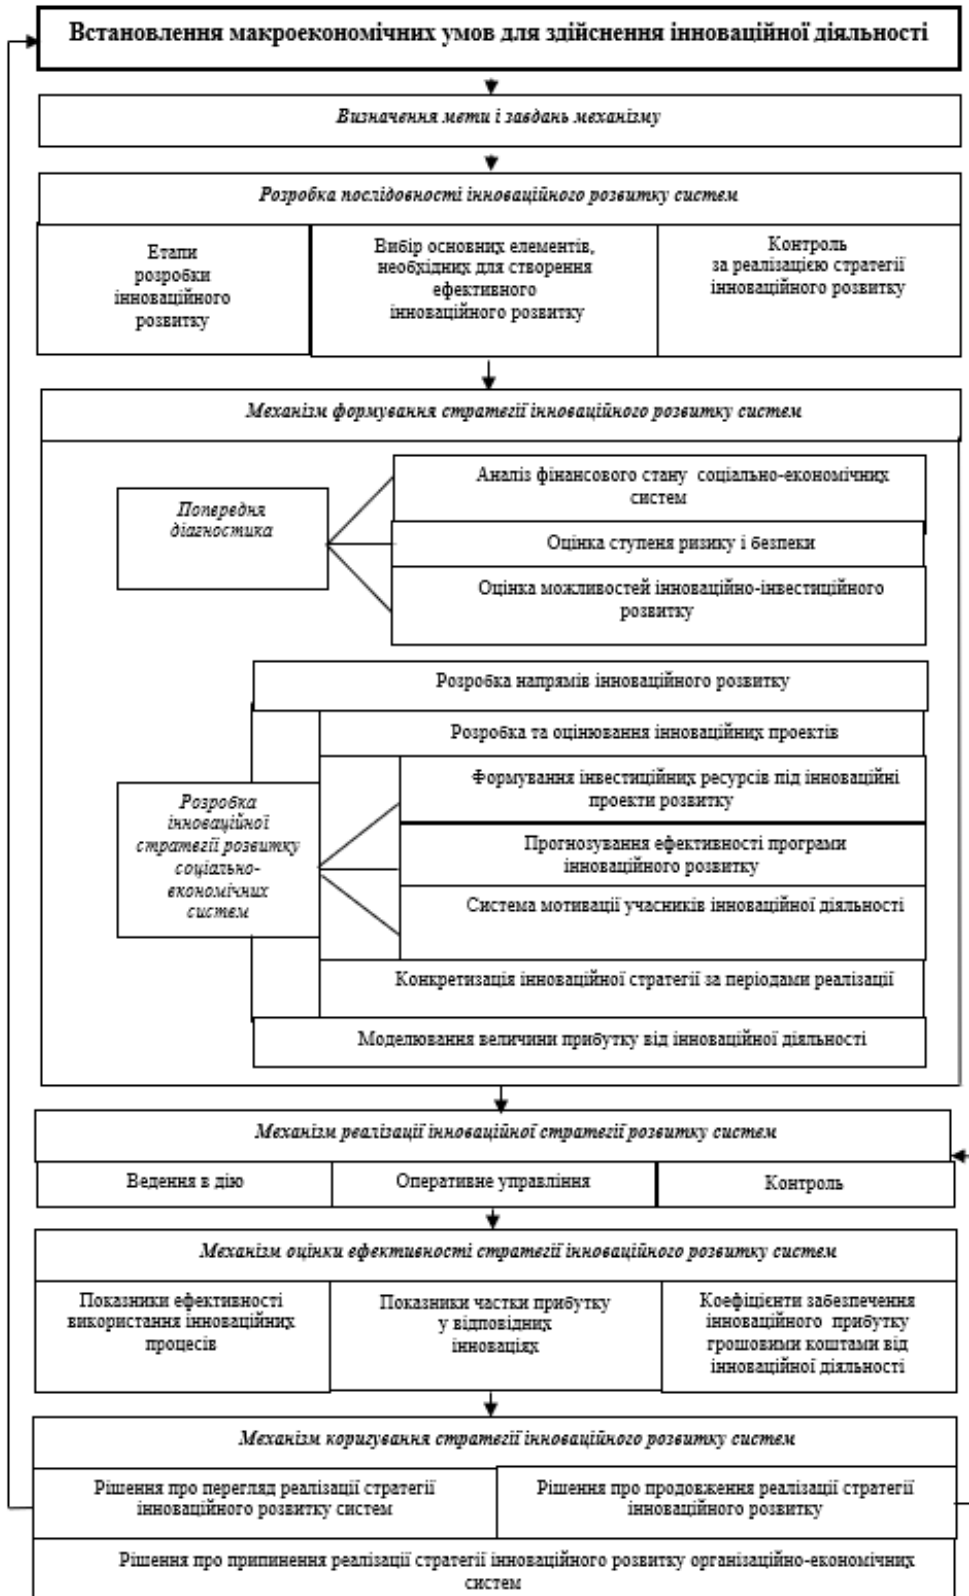 Встановлення макроекономічних умов для здійснення інноваційної діяльності
Визначення мети і завдань механізму
Розробка послідовності інноваційного розвитку систем
Етапи
розробки
інноваційного
розвитку
Вибір основних елементів,
необхідних для створення
ефективного
інноваційного розвитку
Контроль
за реалізацією стратегії
інноваційного розвитку
Механізм формування стратегії інноваційного розвитку систем
Попередня
діагностика
Аналіз фінансового стану соціально-економічних
систем
Оцінка ступеня ризику і безпеки
Оцінка можливостей інноваційно-інвестиційного
розвитку
Розробка напрямів інноваційного розвитку
Розробка та оцінювання інноваційних проектів
Розробка
інноваційної
стратегії розвитку
соціально-
економічних
систем
Формування інвестиційних ресурсів під інноваційні
проекти розвитку
Прогнозування ефективності програми
інноваційного розвитку
Система мотивації учасників інноваційної діяльності
Конкретизація інноваційної стратегії за періодами реалізації
Моделювання величини прибутку від інноваційної діяльності
Механізм реалізації інноваційної стратегії розвитку систем
Ведення в дію
Оперативне управління
Контроль
Механізм оцінки ефективності стратегії інноваційного розвитку систем
Показники ефективності
використання інноваційних
процесів
Показники частки прибутку
у відповідних
інноваціях
Коефіцієнти забезпечення
інноваційного прибутку
грошовими коштами від
інноваційної діяльності
Механізм коригування стратегії інноваційного розвитку систем
Рішення про перегляд реалізації стратегії
інноваційного розвитку систем
Рішення про продовження реалізації стратегії
інноваційного розвитку
Рішення про припинення реалізації стратегії інноваційного розвитку організаційно-економічних
систем